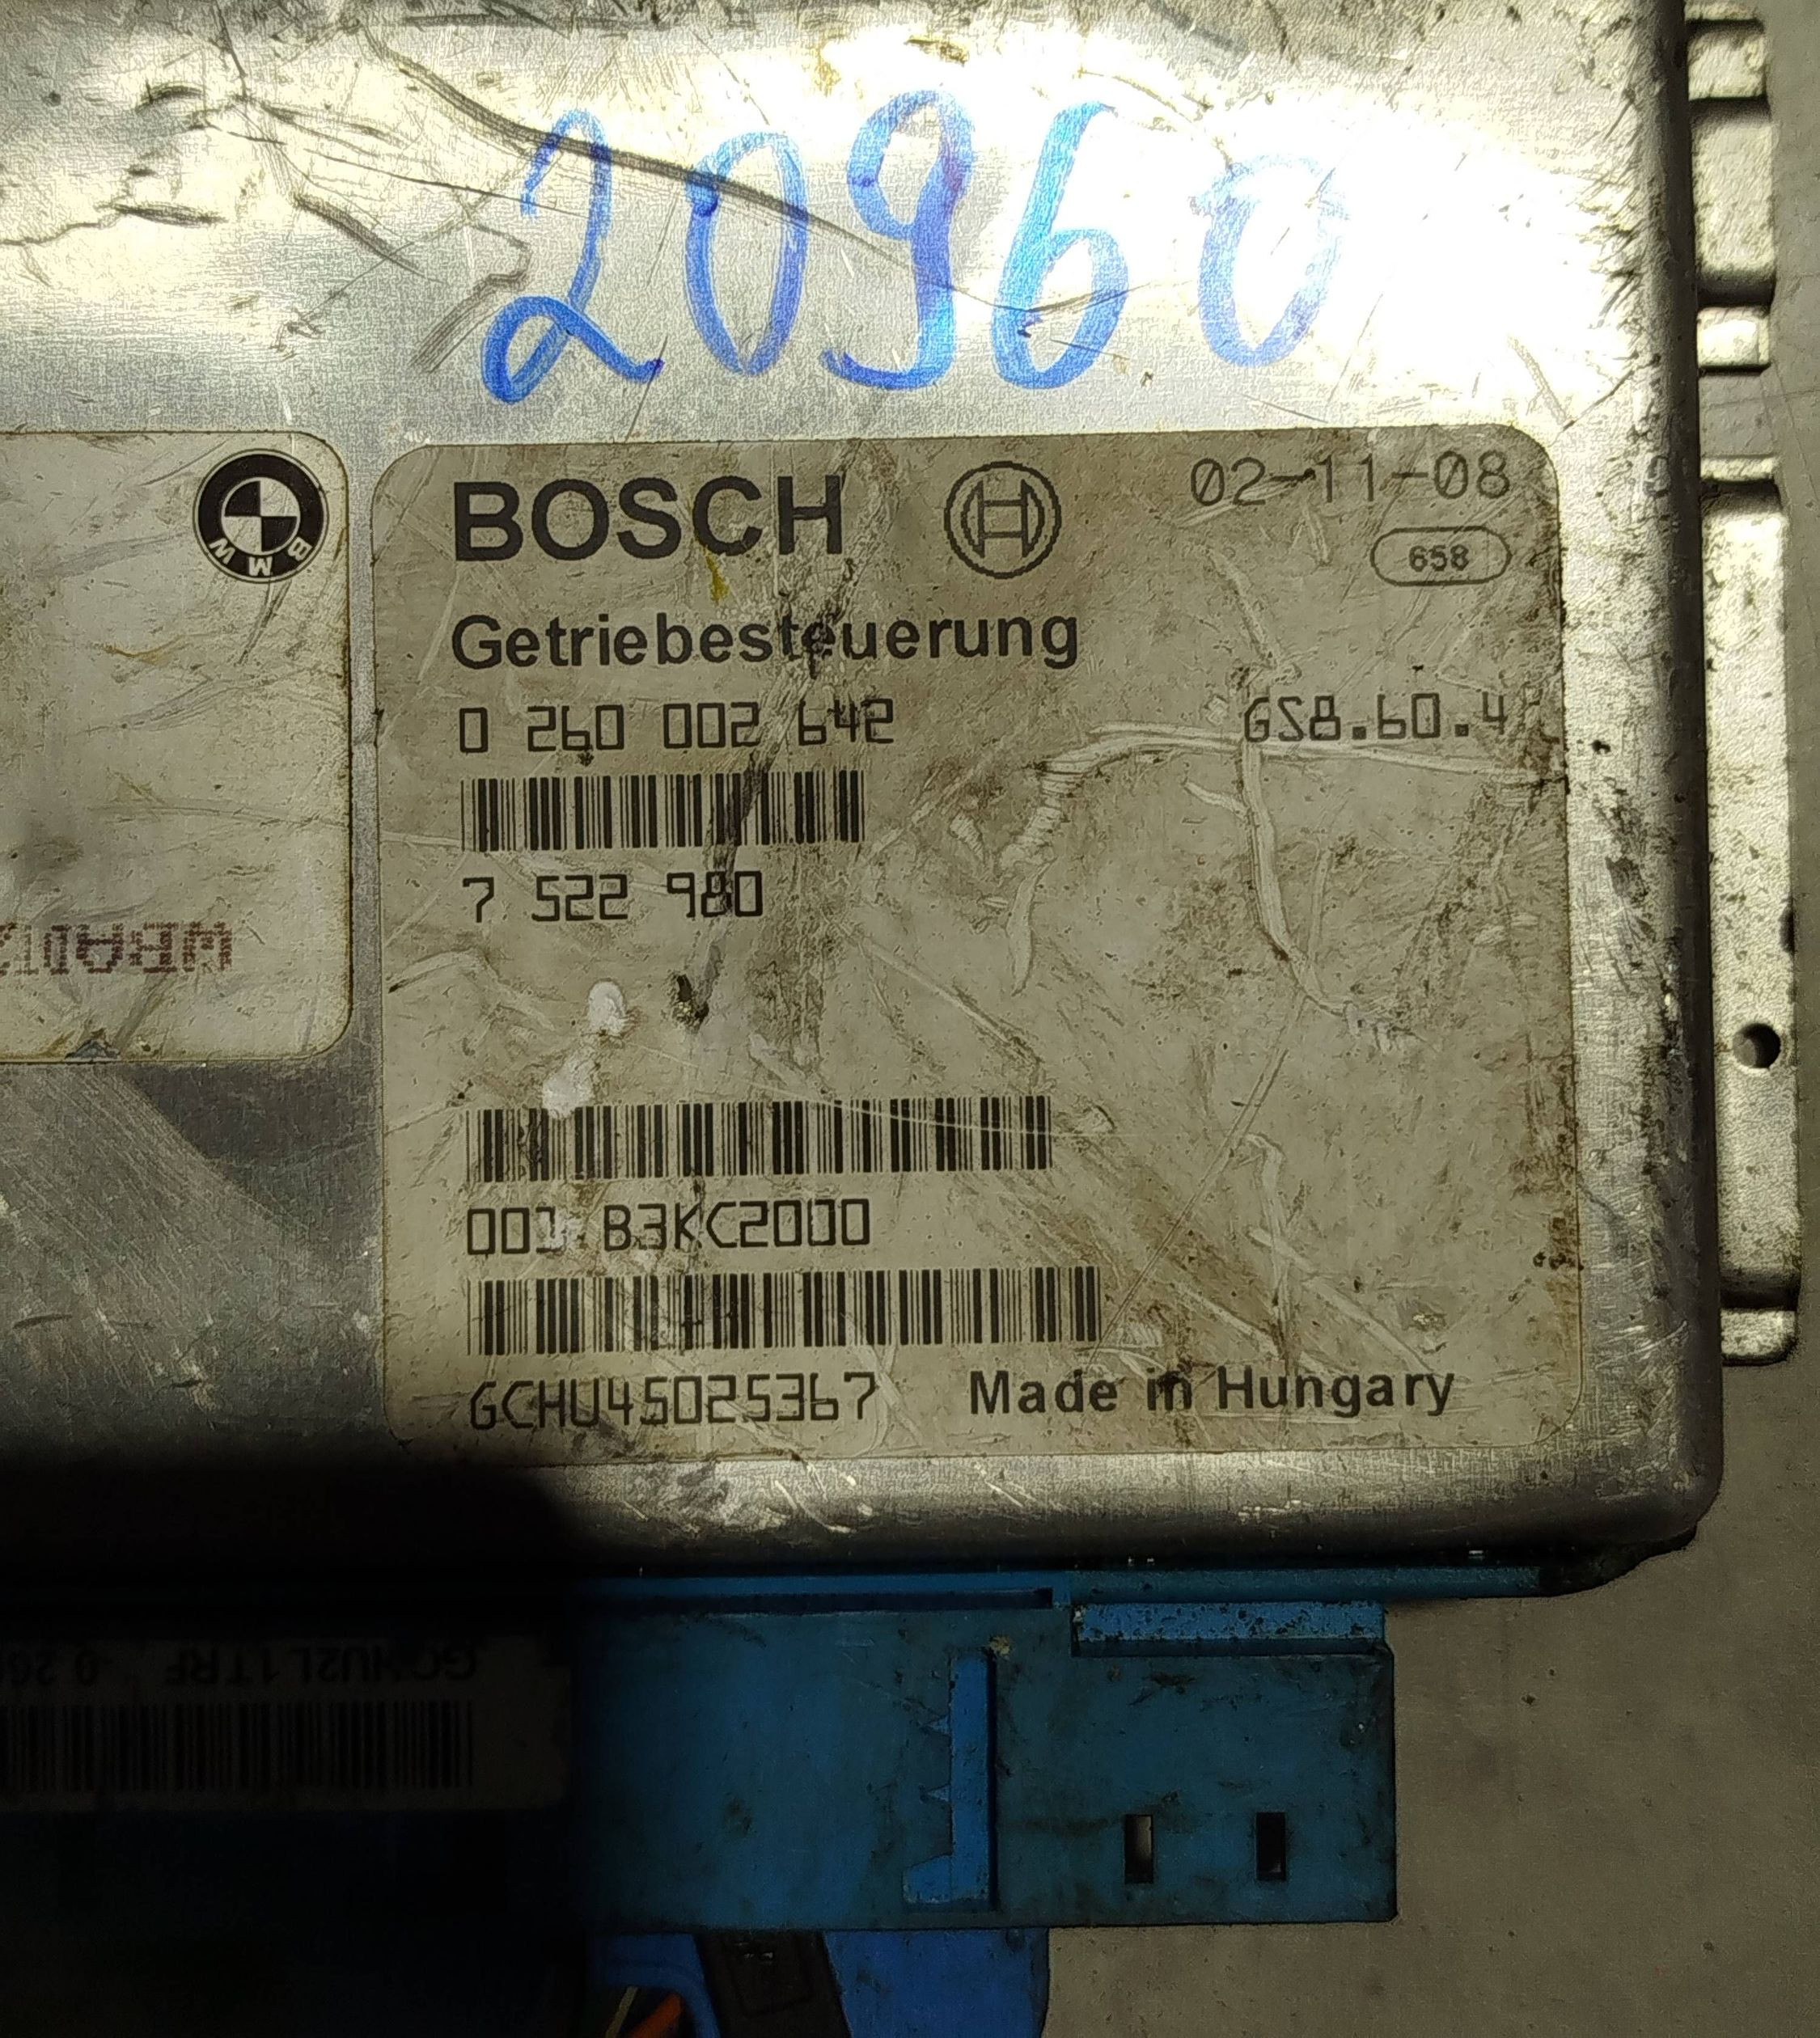 20960
BMW
BOSCH
02-11-08
658
Getriebesteuerung
0 260 002 642
GS8.60.4
7 522 980
001 B3KC2000
GCHU45025367
Made in Hungary